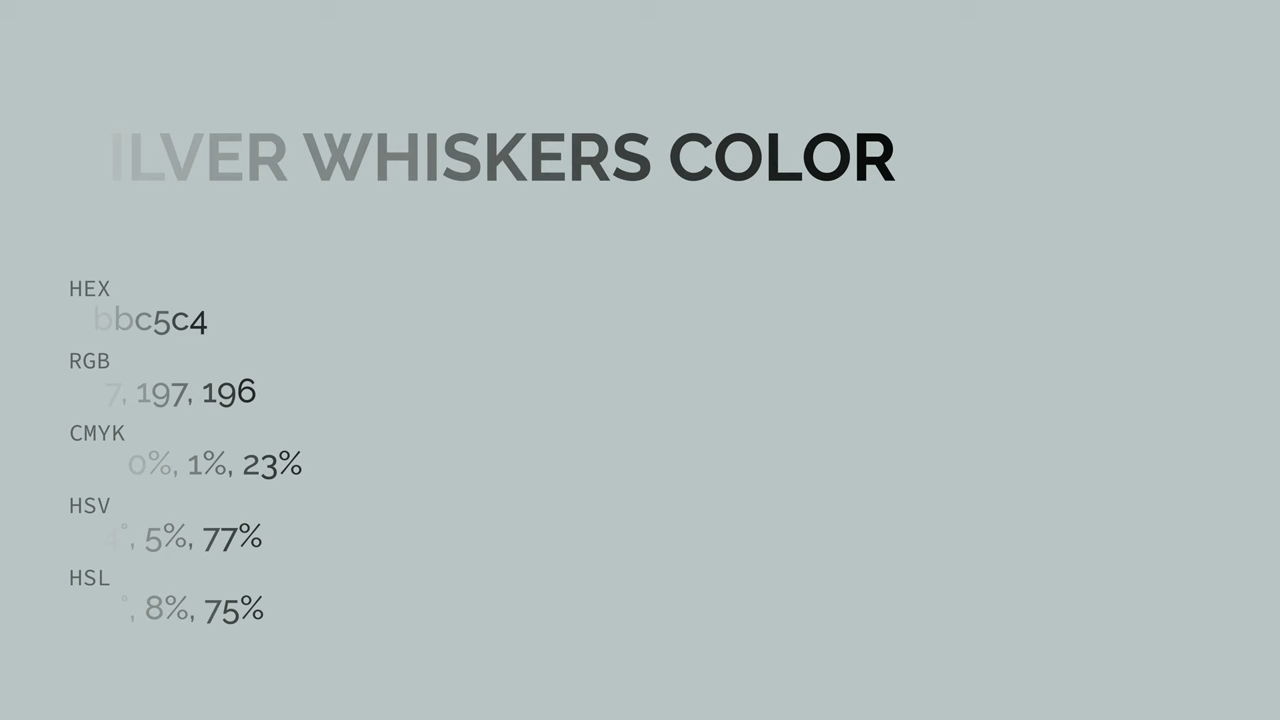 ILVER WHISKERS COLOR
HEX
bbc5c4
RGB
7, 197, 196
CMYK
0%, 1%, 23%
HSV
4°, 5%, 77%
HSL
°, 8%, 75%